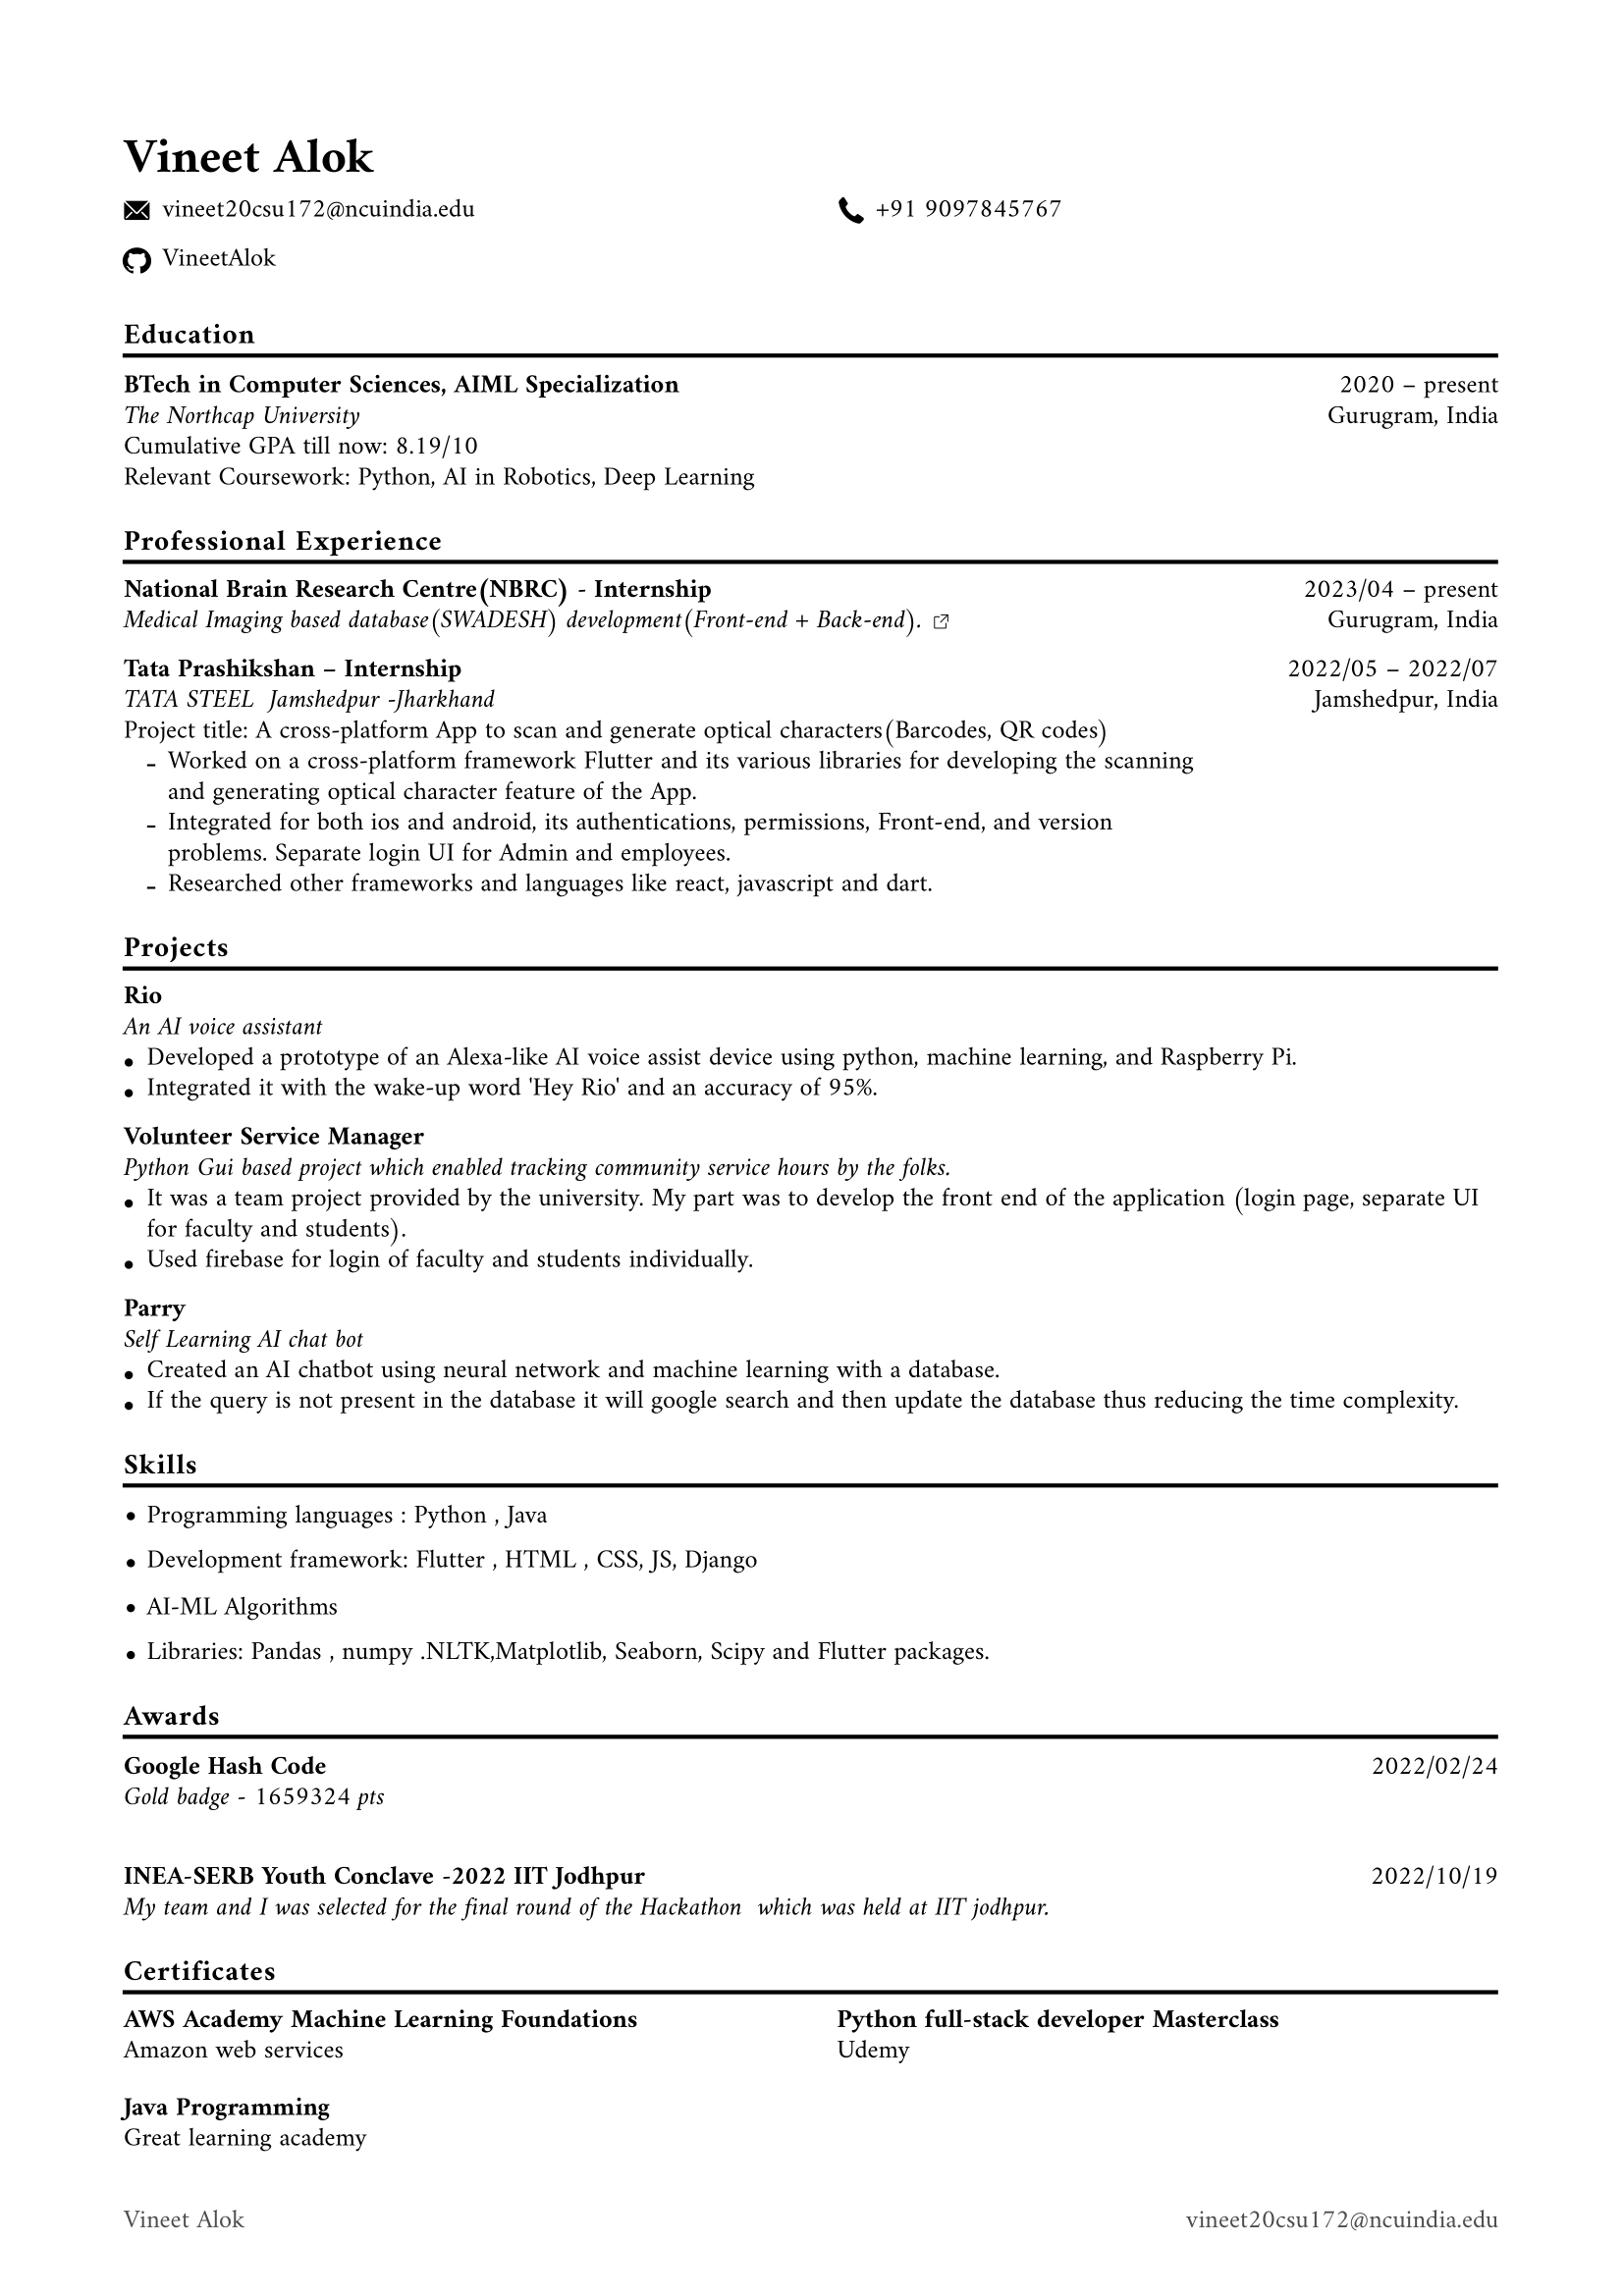 Vineet Alok
vineet20csu172@ncuindia.edu
+91 9097845767
VineetAlok
Education
BTech in Computer Sciences, AIML Specialization
2020 – present
The Northcap University
Gurugram, India
Cumulative GPA till now: 8.19/10
Relevant Coursework: Python, AI in Robotics, Deep Learning
Professional Experience
National Brain Research Centre(NBRC) - Internship
2023/04 – present
Medical Imaging based database(SWADESH) development(Front-end + Back-end).
Gurugram, India
Tata Prashikshan – Internship
2022/05 – 2022/07
TATA STEEL  Jamshedpur -Jharkhand
Jamshedpur, India
Project title: A cross-platform App to scan and generate optical characters(Barcodes, QR codes)
- Worked on a cross-platform framework Flutter and its various libraries for developing the scanning
and generating optical character feature of the App.
- Integrated for both ios and android, its authentications, permissions, Front-end, and version
problems. Separate login UI for Admin and employees.
- Researched other frameworks and languages like react, javascript and dart.
Projects
Rio
An AI voice assistant
• Developed a prototype of an Alexa-like AI voice assist device using python, machine learning, and Raspberry Pi.
• Integrated it with the wake-up word 'Hey Rio' and an accuracy of 95%.
Volunteer Service Manager
Python Gui based project which enabled tracking community service hours by the folks.
• It was a team project provided by the university. My part was to develop the front end of the application (login page, separate UI
for faculty and students).
• Used firebase for login of faculty and students individually.
Parry
Self Learning AI chat bot
• Created an AI chatbot using neural network and machine learning with a database.
• If the query is not present in the database it will google search and then update the database thus reducing the time complexity.
Skills
• Programming languages : Python , Java
• Development framework: Flutter , HTML , CSS, JS, Django
• AI-ML Algorithms
• Libraries: Pandas , numpy .NLTK,Matplotlib, Seaborn, Scipy and Flutter packages.
Awards
Google Hash Code
2022/02/24
Gold badge - 1659324 pts
INEA-SERB Youth Conclave -2022 IIT Jodhpur
2022/10/19
My team and I was selected for the final round of the Hackathon  which was held at IIT jodhpur.
Certificates
AWS Academy Machine Learning Foundations
Amazon web services
Python full-stack developer Masterclass
Udemy
Java Programming
Great learning academy
Vineet Alok
vineet20csu172@ncuindia.edu